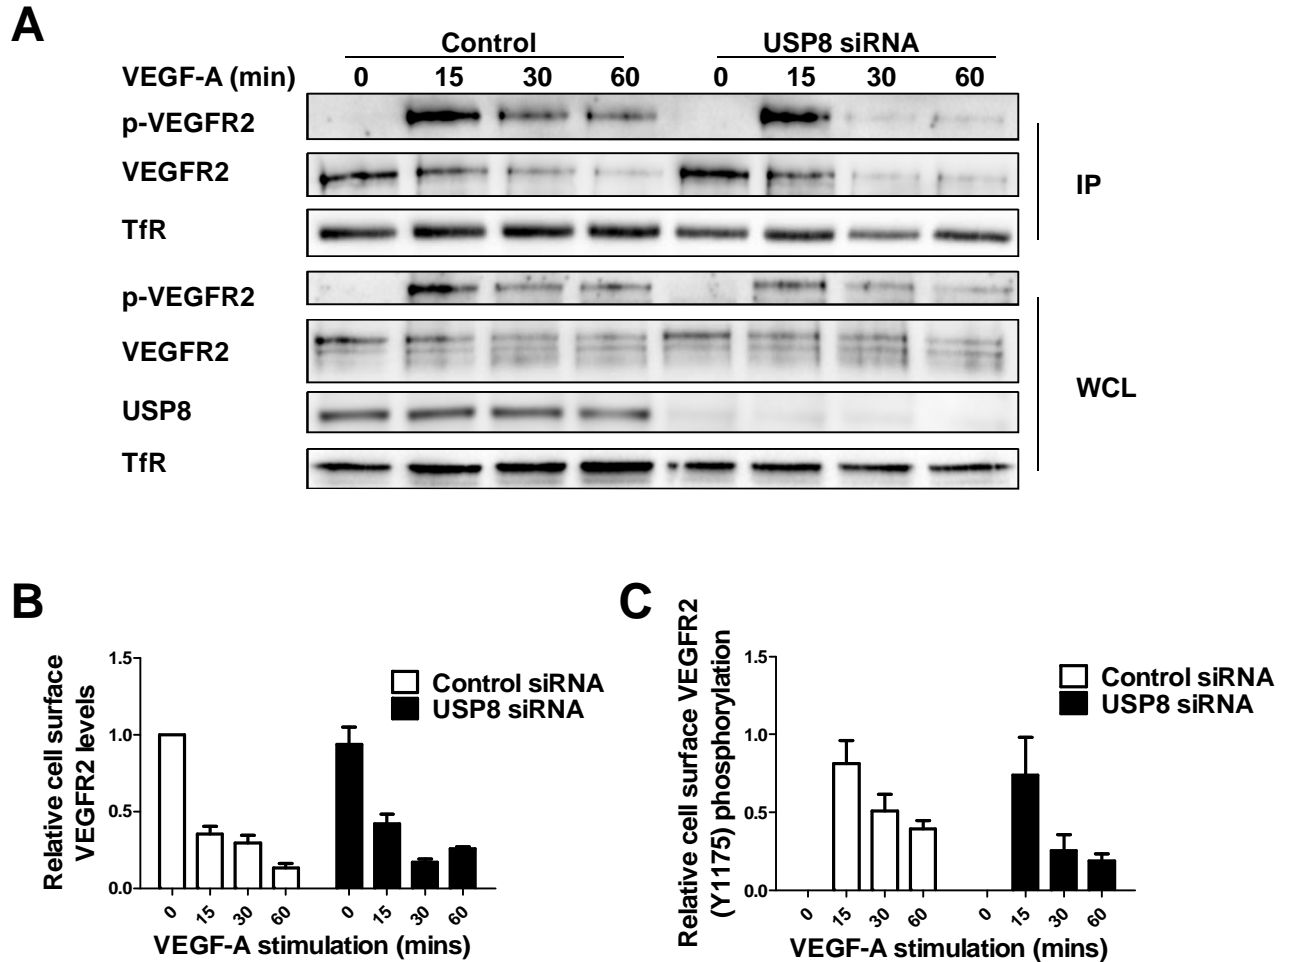 A
Control USP8 siRNA
VEGF-A (min) 0 15 30 60 0 15 30 60
p-VEGFR2
VEGFR2
IP
TfR
p-VEGFR2
VEGFR2
WCL
USP8
TfR
B
Relative cell surface
VEGFR2 levels
1.5
1.0
0.5
0.0
Control siRNA
USP8 siRNA
0 15 30 60 0 15 30 60
VEGF-A stimulation (mins)
C
Relative cell surface VEGFR2
(Y1175) phosphorylation
1.5
1.0
0.5
0.0
Control siRNA
USP8 siRNA
0 15 30 60 0 15 30 60
VEGF-A stimulation (mins)